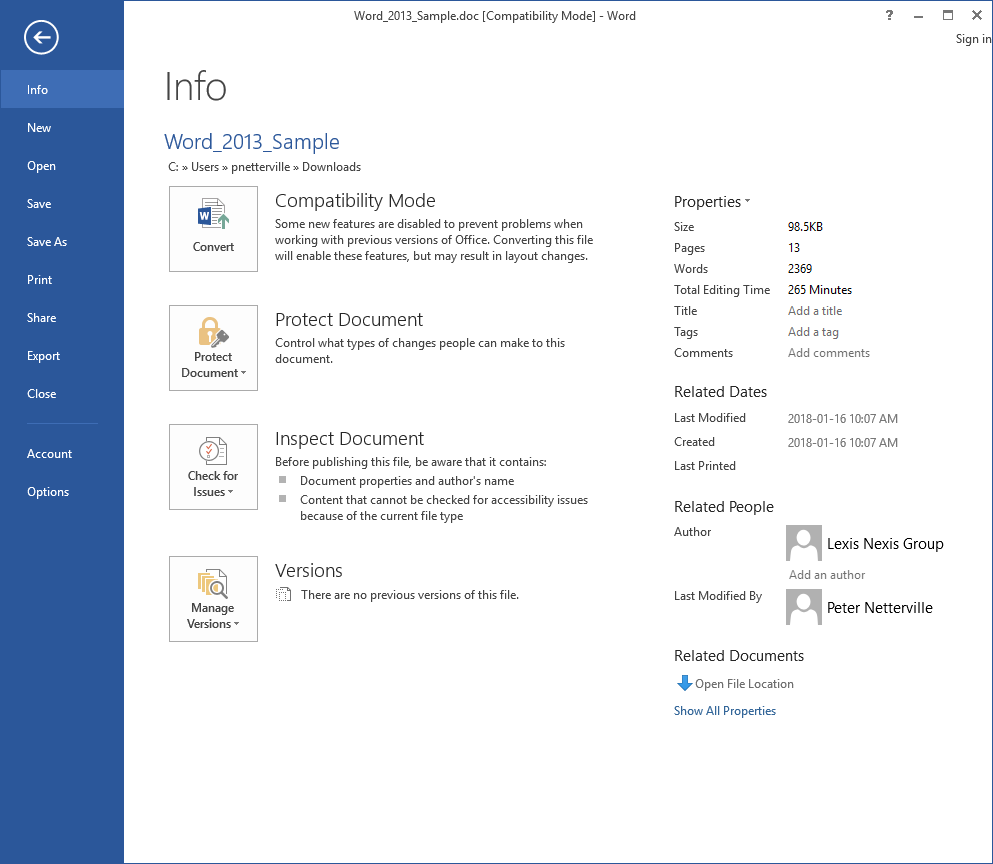 Word_2013_Sample.doc [Compatibility Mode] - Word
?
Sign in
Info
New
Open
Save
Save As
Print
Share
Export
Close
Account
Options
Info
Word_2013_Sample
C: » Users » pnetterville » Downloads
W
Convert
Compatibility Mode
Some new features are disabled to prevent problems when
working with previous versions of Office. Converting this file
will enable these features, but may result in layout changes.
Protect
Document
Protect Document
Control what types of changes people can make to this
document.
Check for
Issues
Inspect Document
Before publishing this file, be aware that it contains:
Document properties and author's name
Content that cannot be checked for accessibility issues
because of the current file type
Manage
Versions
Versions
There are no previous versions of this file.
Properties
Size 98.5KB
Pages 13
Words 2369
Total Editing Time 265 Minutes
Title Add a title
Tags Add a tag
Comments Add comments
Related Dates
Last Modified 2018-01-16 10:07 AM
Created 2018-01-16 10:07 AM
Last Printed
Related People
Author Lexis Nexis Group
Add an author
Last Modified By Peter Netterville
Related Documents
Open File Location
Show All Properties